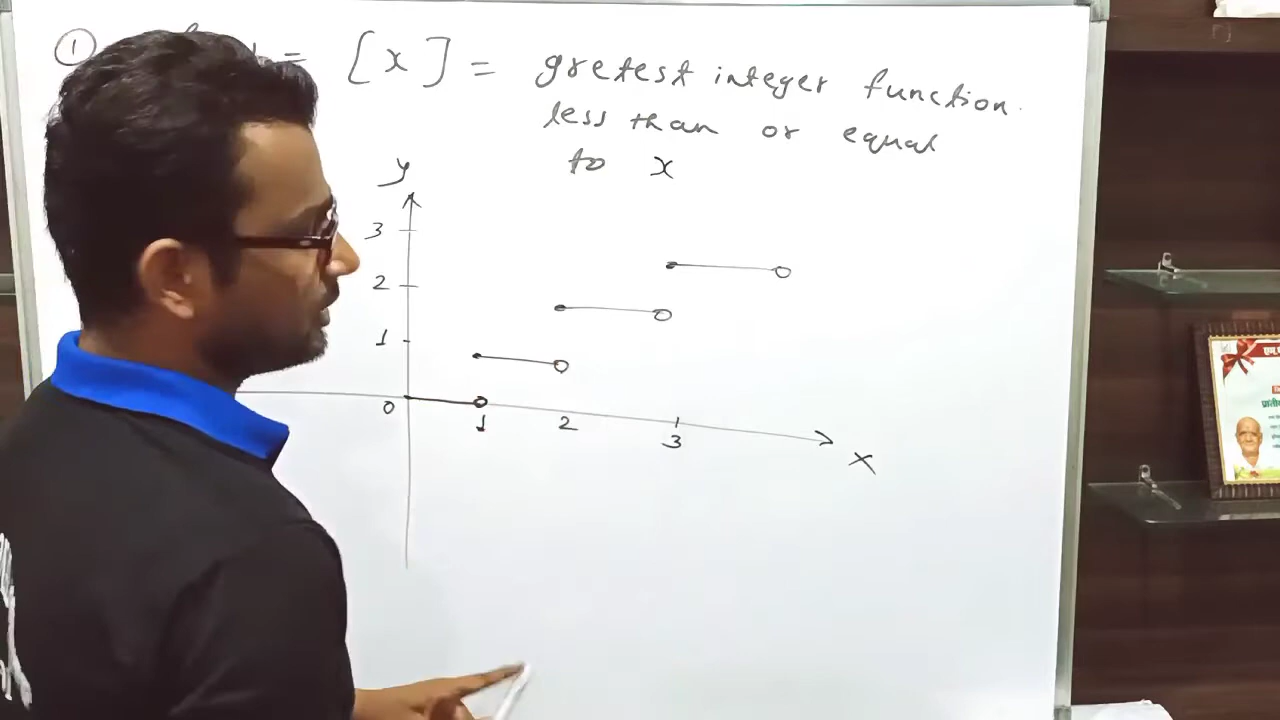 ① = [x] = gretest integer function.
less than or equal
to x
y
3
2
1
0
1 2 3
x